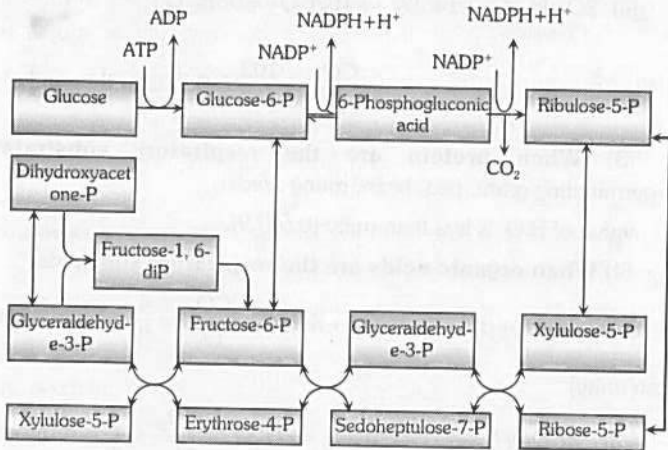 ADP
NADPH+H⁺
NADPH+H⁺
ATP
NADP⁺
NADP⁺
Glucose
Glucose-6-P
6-Phosphogluconic
acid
Ribulose-5-P
CO₂
Dihydroxyacet
one-P
Fructose-1, 6-
diP
Glyceraldehyd-
e-3-P
Fructose-6-P
Glyceraldehyd-
e-3-P
Xylulose-5-P
Xylulose-5-P
Erythrose-4-P
Sedoheptulose-7-P
Ribose-5-P